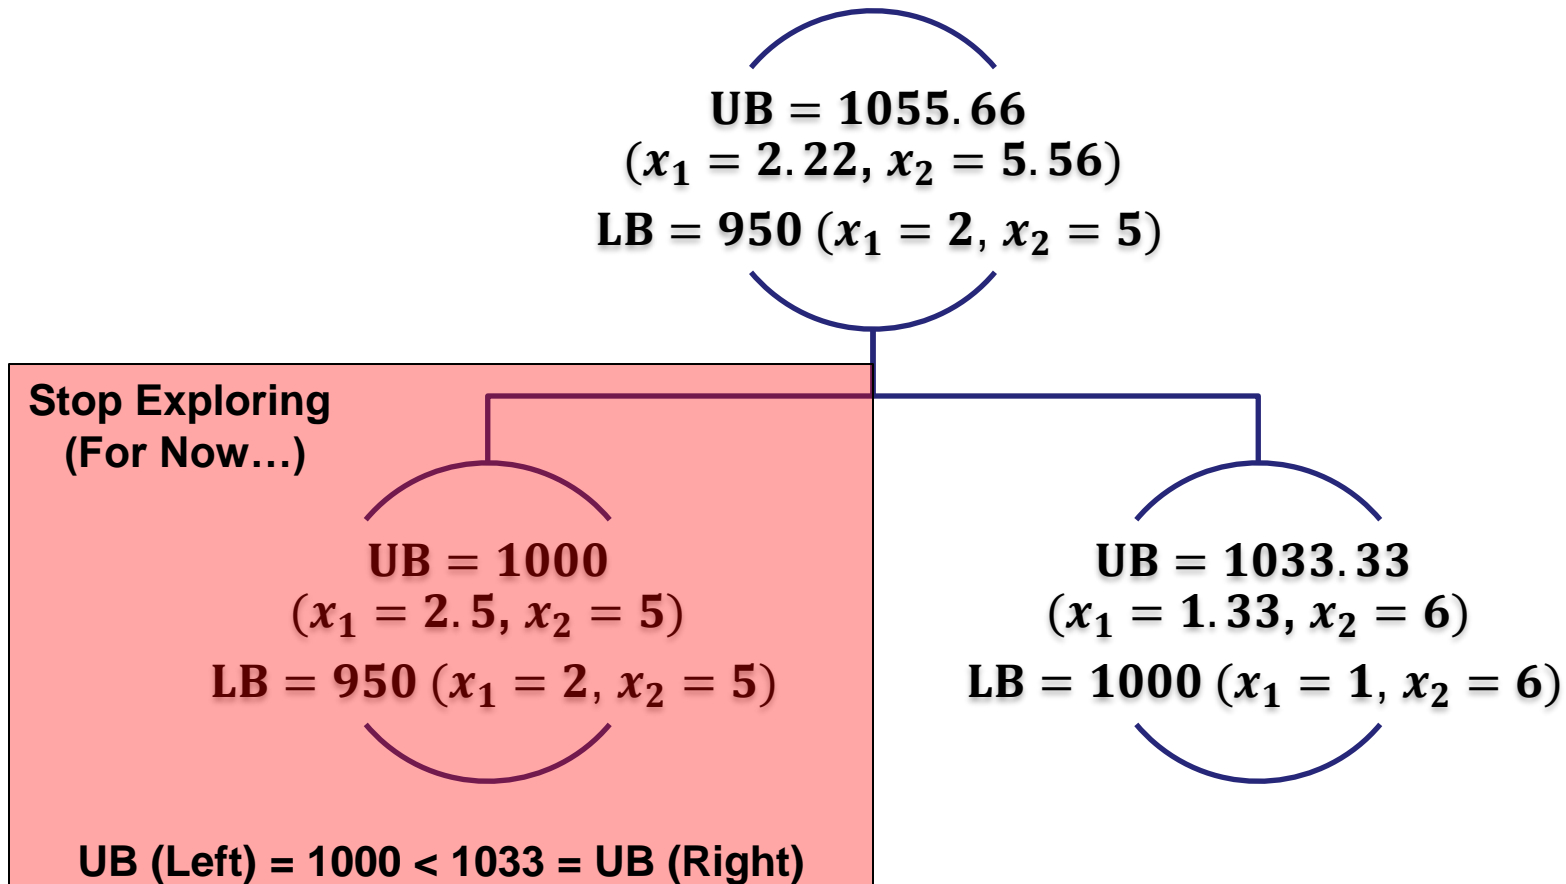 UB = 1055.66
(x₁ = 2.22, x₂ = 5.56)
LB = 950 (x₁ = 2, x₂ = 5)
Stop Exploring
(For Now…)
UB = 1000
(x₁ = 2.5, x₂ = 5)
LB = 950 (x₁ = 2, x₂ = 5)
UB = 1033.33
(x₁ = 1.33, x₂ = 6)
LB = 1000 (x₁ = 1, x₂ = 6)
UB (Left) = 1000 < 1033 = UB (Right)